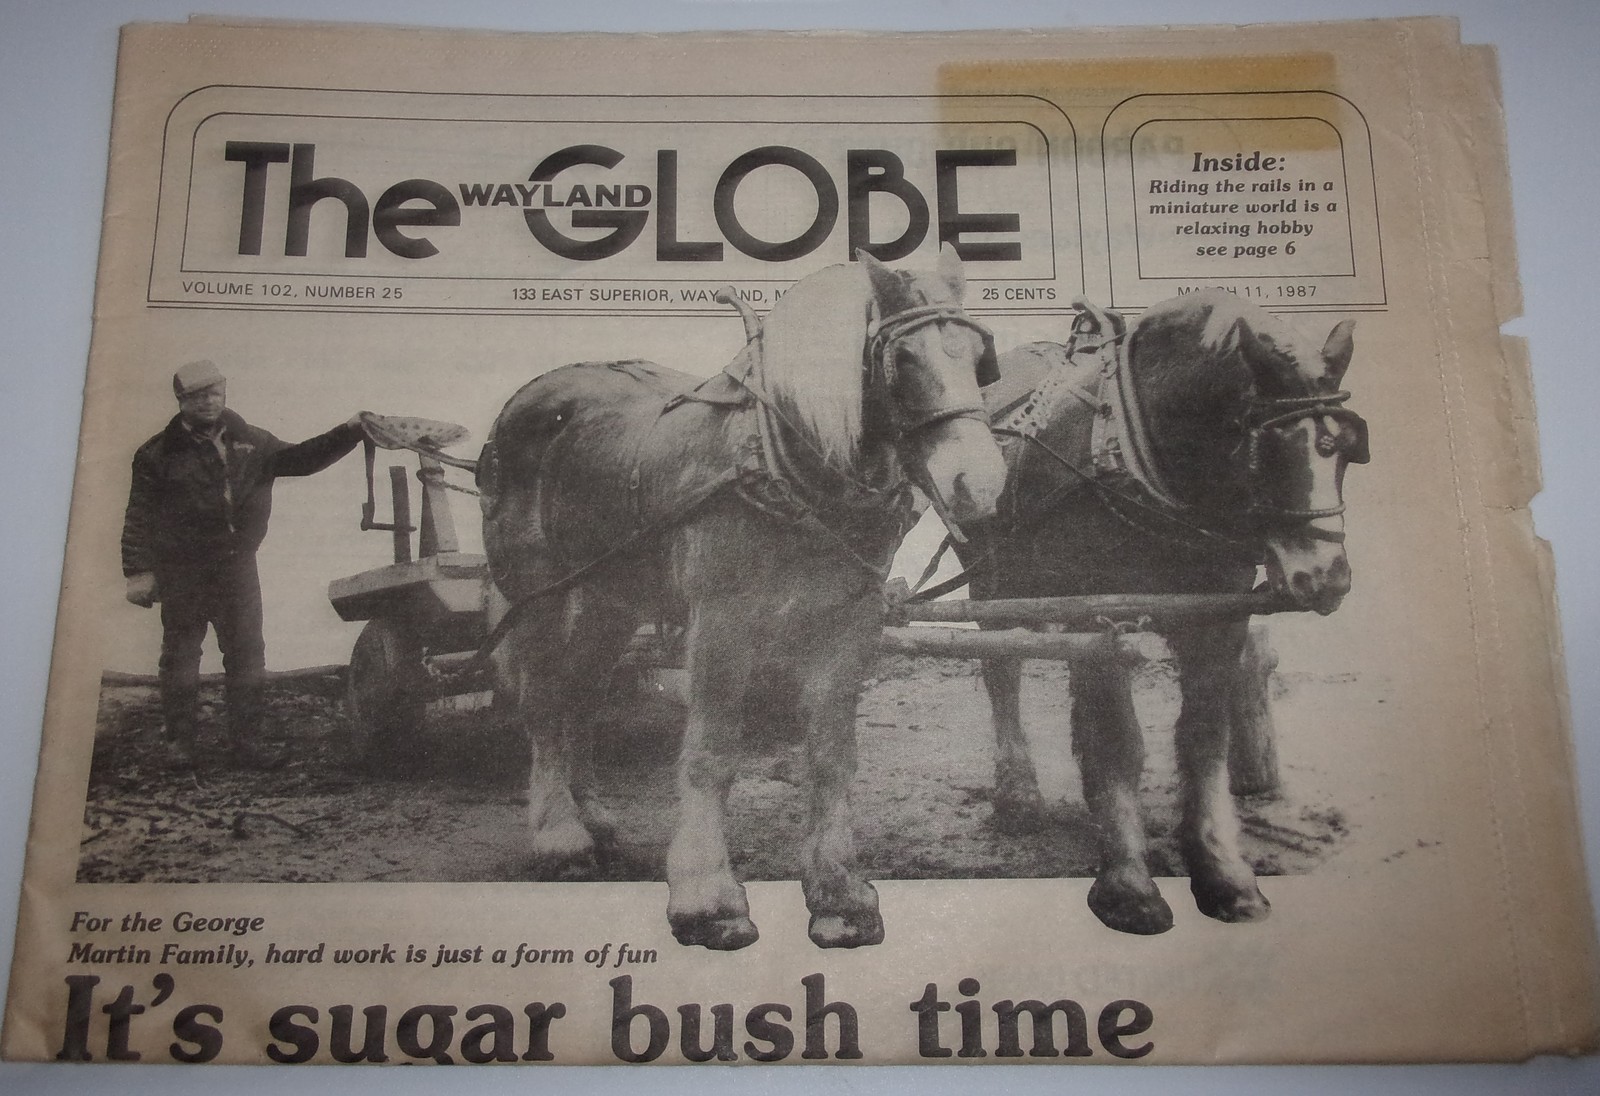 The WAYLAND GLOBE
VOLUME 102, NUMBER 25
133 EAST SUPERIOR,
25 CENTS
Inside:
Riding the rails in a
miniature world is a
relaxing hobby
see page 6
11, 1987
For the George
Martin Family, hard work is just a form of fun
It's sugar bush time